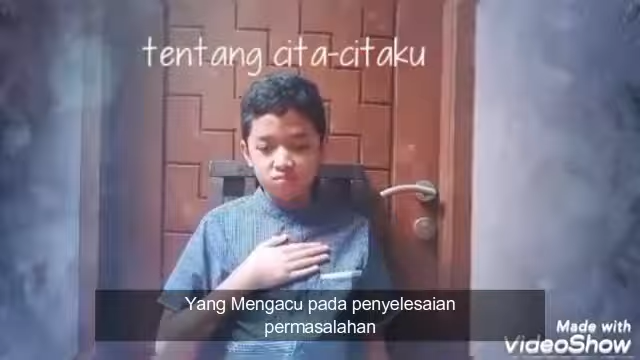 tentang cita-citaku
Yang Mengacu pada penyelesaian
permasalahan
Made with
VideoShow